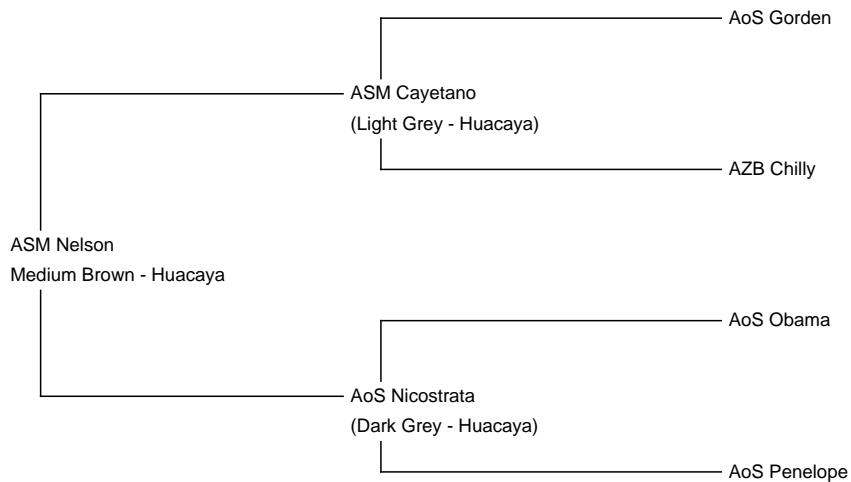 AoS Gorden
ASM Cayetano
(Light Grey - Huacaya)
AZB Chilly
ASM Nelson
Medium Brown - Huacaya
AoS Obama
AoS Nicostrata
(Dark Grey - Huacaya)
AoS Penelope